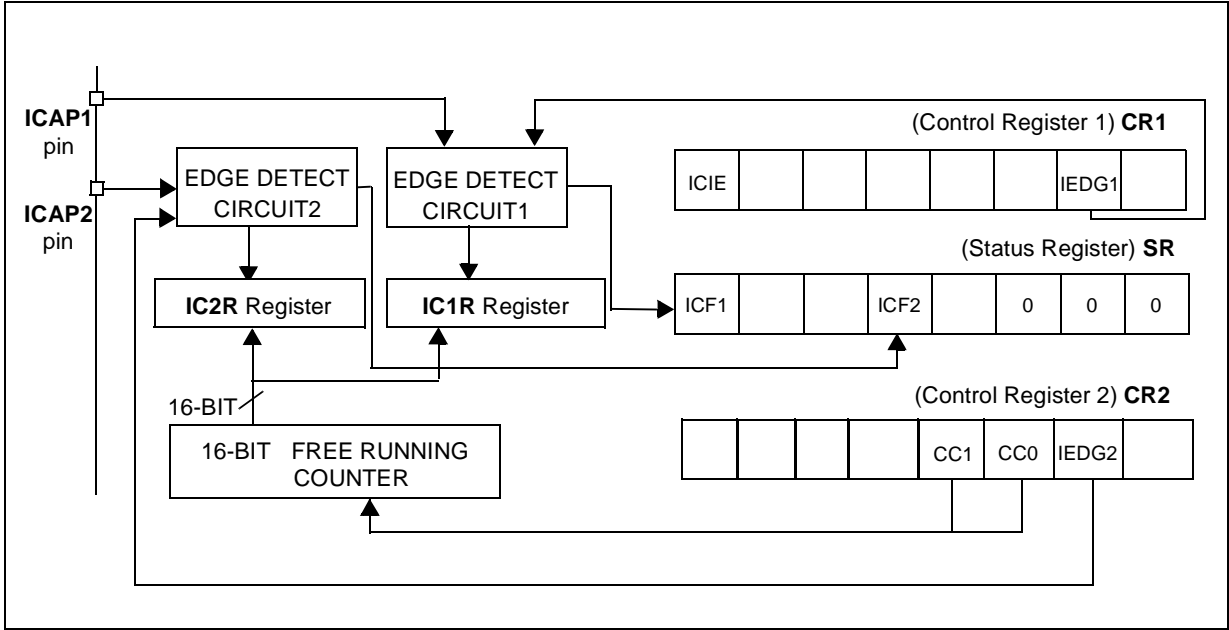 ICAP1
pin
ICAP2
pin
EDGE DETECT
CIRCUIT2
EDGE DETECT
CIRCUIT1
IC2R Register
IC1R Register
16-BIT
16-BIT FREE RUNNING
COUNTER
(Control Register 1) CR1
ICIE IEDG1
(Status Register) SR
ICF1 ICF2 0 0 0
(Control Register 2) CR2
CC1 CC0 IEDG2